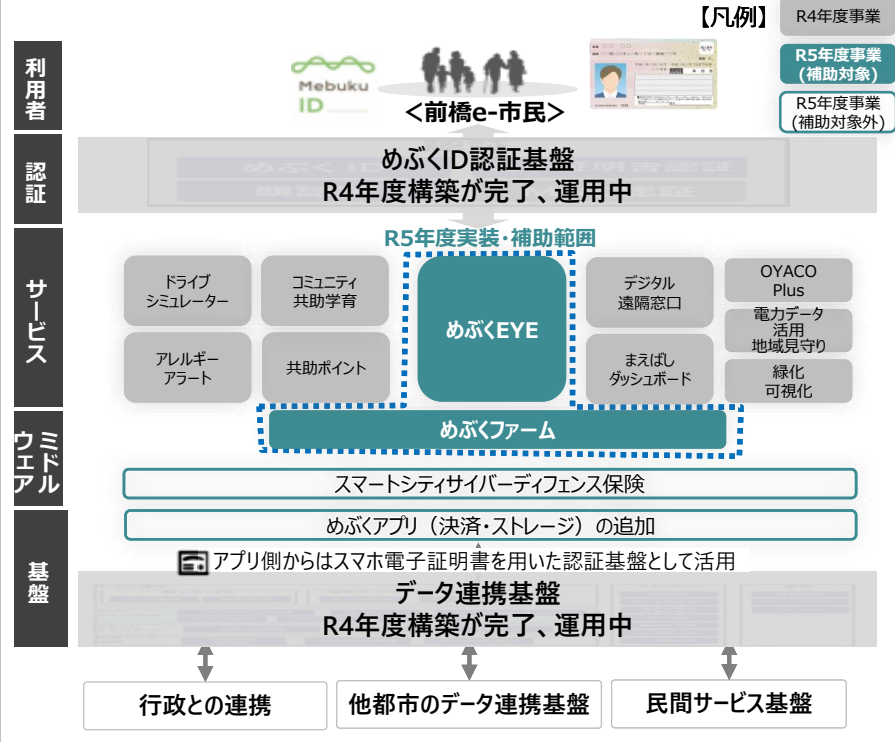 【凡例】
R4年度事業
R5年度事業
(補助対象)
R5年度事業
(補助対象外)
利用者
Mebuku
ID
<前橋e-市民>
認証
めぶくID認証基盤
R4年度構築が完了、運用中
R5年度実装・補助範囲
サービス
ドライブ
シミュレーター
コミュニティ
共助学育
めぶくEYE
デジタル
遠隔窓口
OYACO
Plus
電力データ
活用
地域見守り
アレルギー
アラート
共助ポイント
まえばし
ダッシュボード
緑化
可視化
ミドル
ウェア
めぶくファーム
スマートシティサイバーディフェンス保険
めぶくアプリ（決済・ストレージ）の追加
基盤
アプリ側からはスマホ電子証明書を用いた認証基盤として活用
データ連携基盤
R4年度構築が完了、運用中
行政との連携
他都市のデータ連携基盤
民間サービス基盤